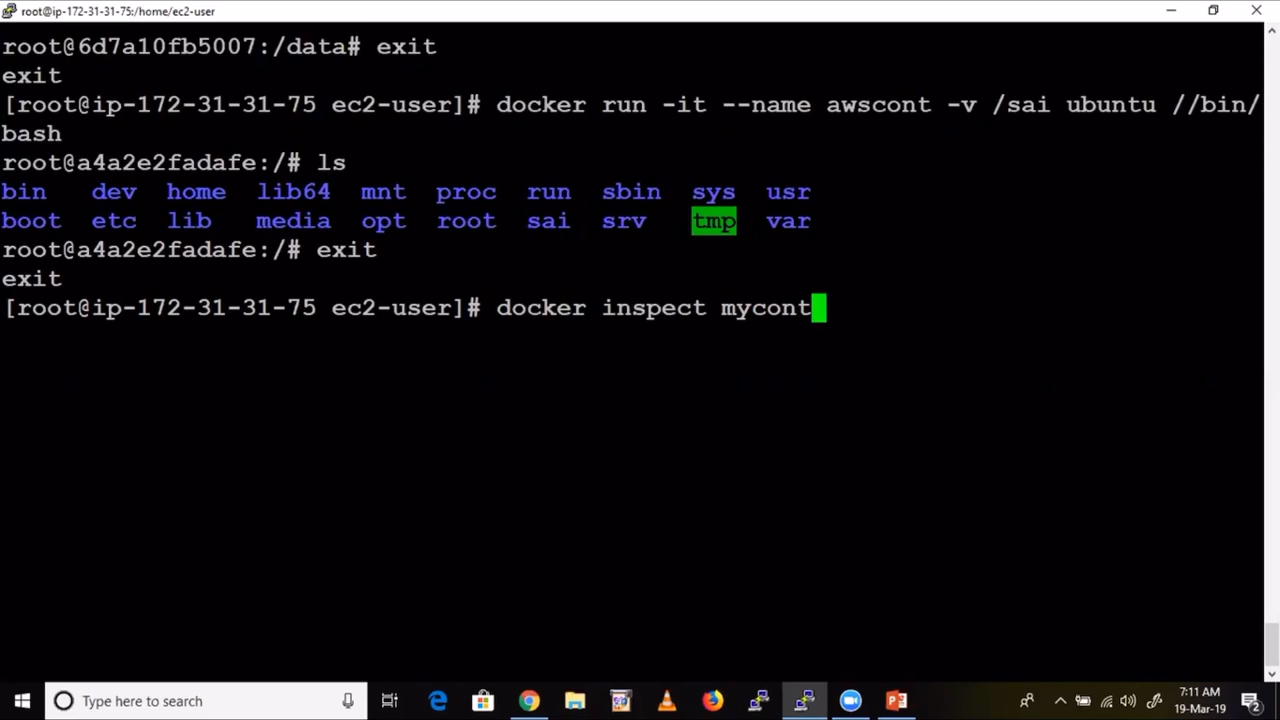 root@ip-172-31-31-75:/home/ec2-user
root@6d7a10fb5007:/data# exit
exit
[root@ip-172-31-31-75 ec2-user]# docker run -it --name awscont -v /sai ubuntu //bin/
bash
root@a4a2e2fadafe:/# ls
bin dev home lib64 mnt proc run sbin sys usr
boot etc lib media opt root sai srv tmp var
root@a4a2e2fadafe:/# exit
exit
[root@ip-172-31-31-75 ec2-user]# docker inspect mycont
Type here to search
7:11 AM
19-Mar-19
2